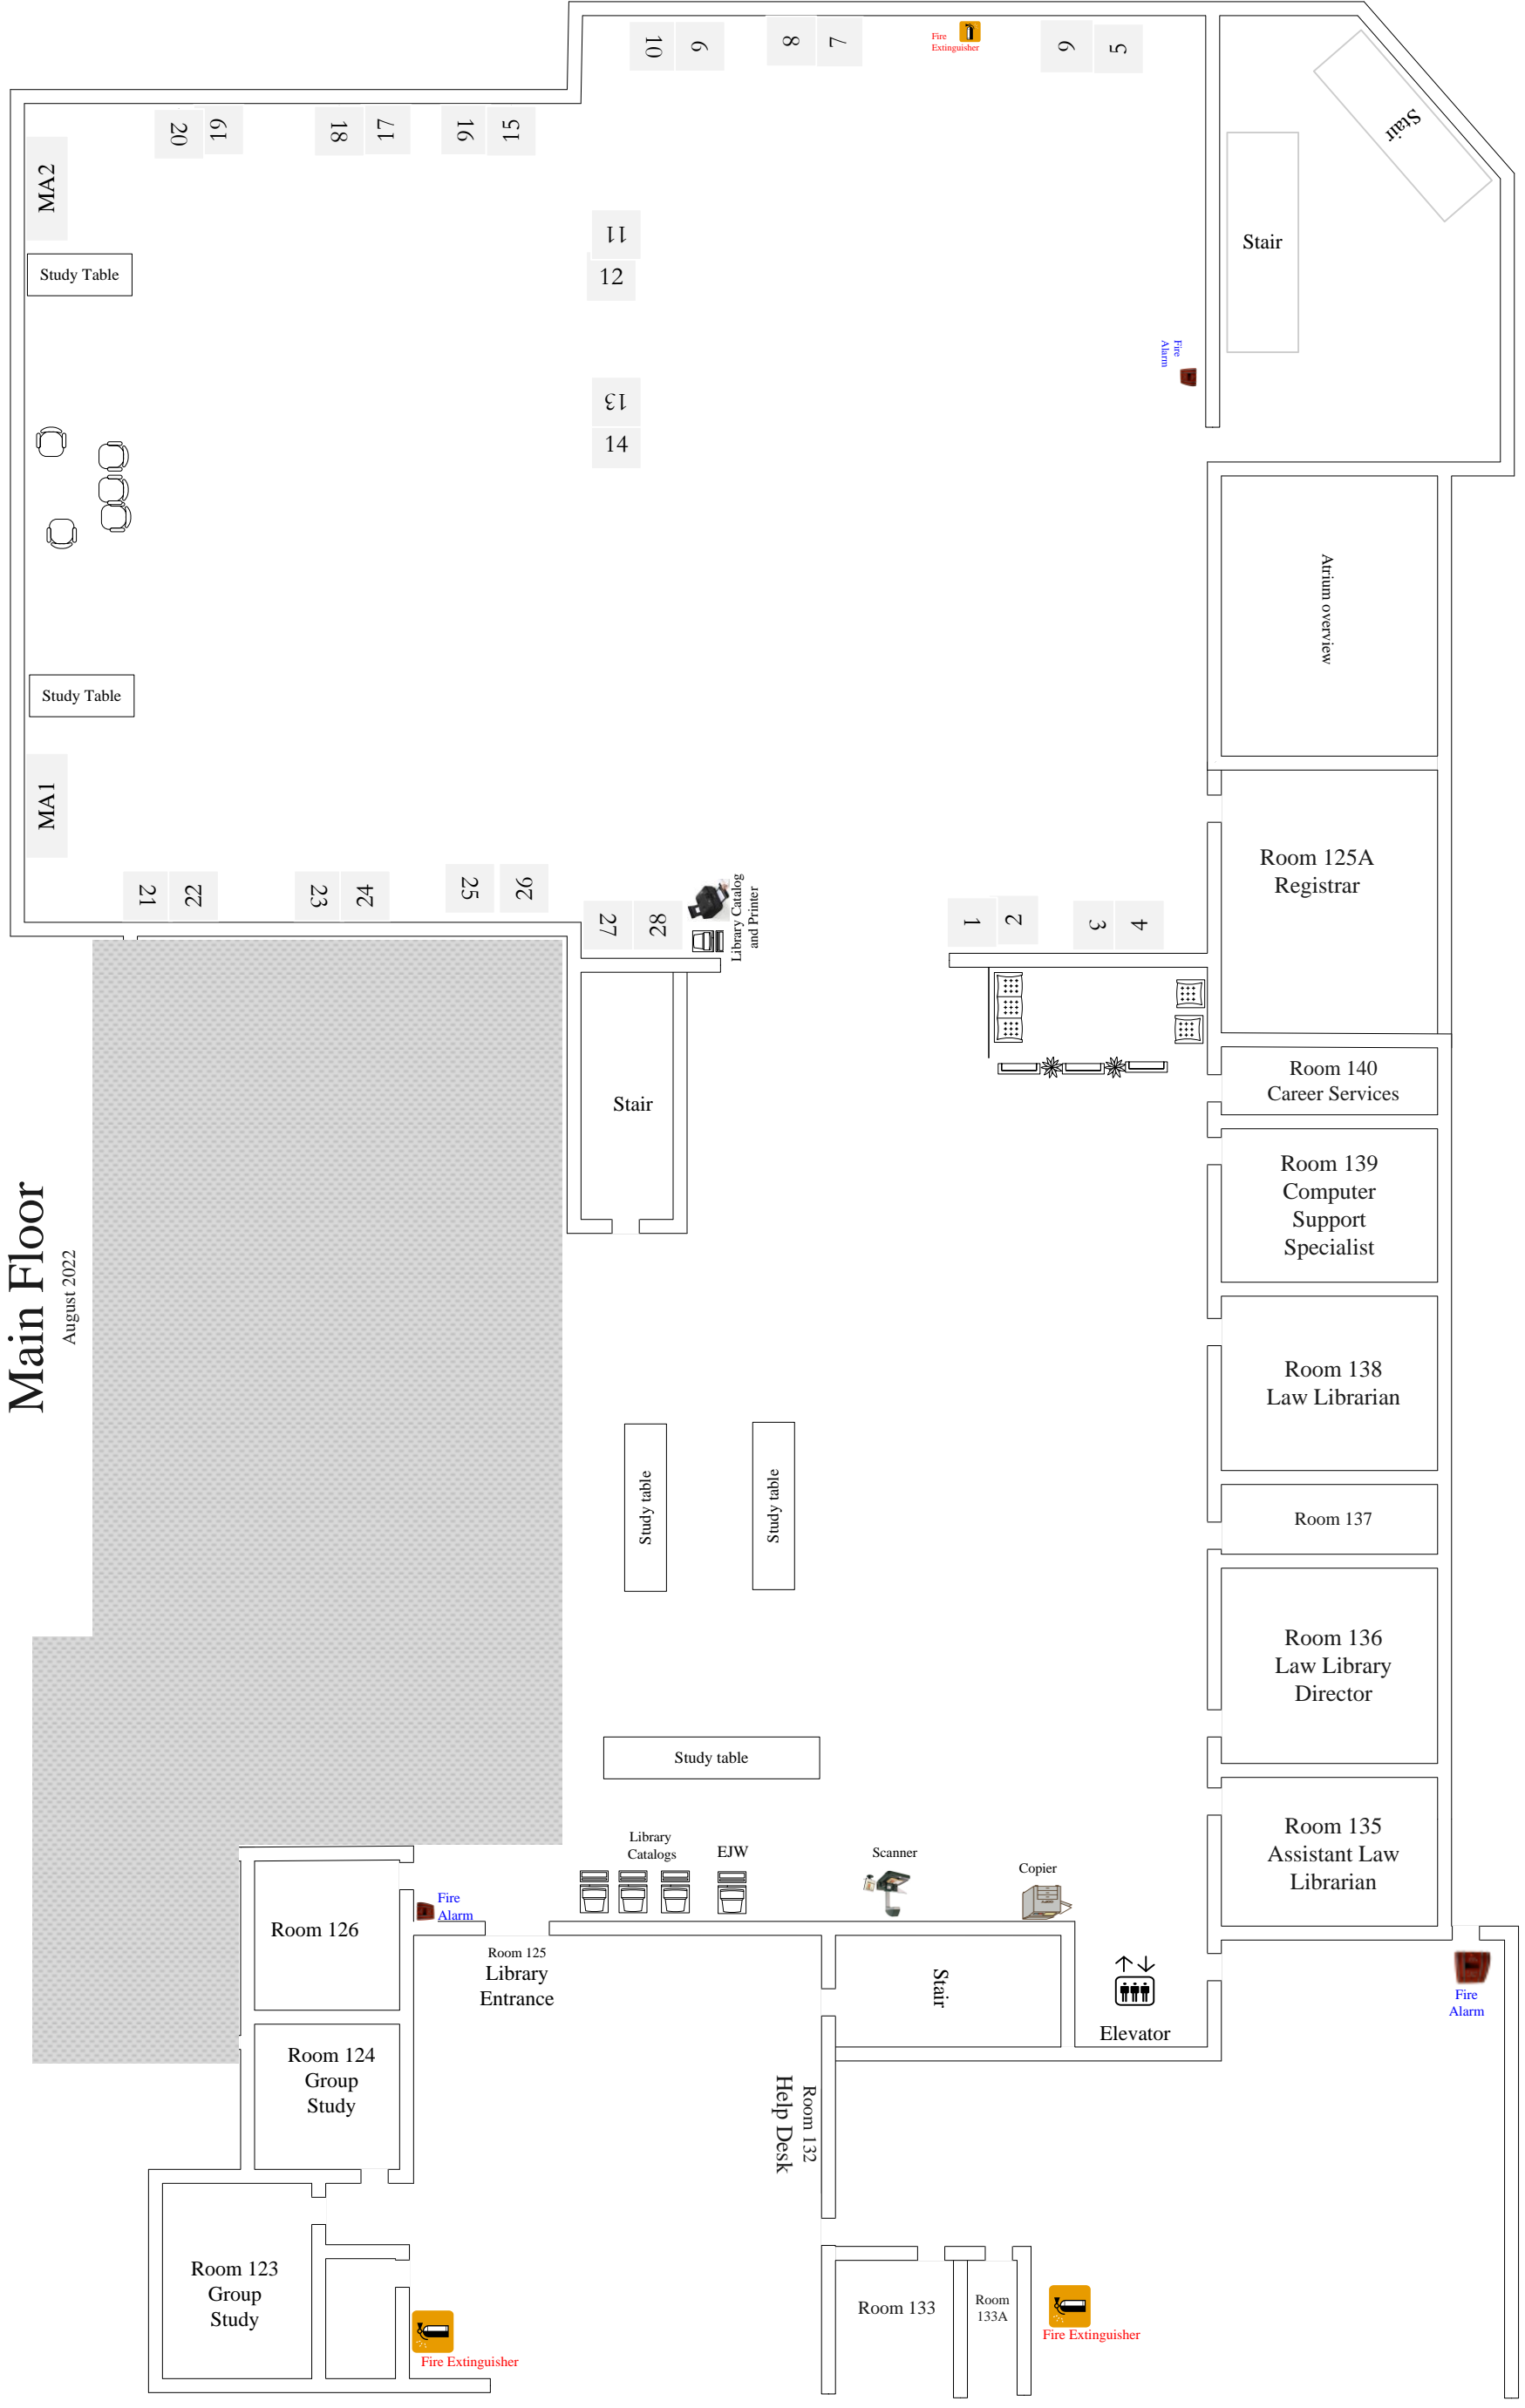 10
9
8
7
Fire
Extinguisher
6
5
Stair
20
19
18
17
16
15
MA2
11
Stair
Study Table
12
Fire
Alarm
13
14
Atrium overview
Study Table
MA1
Room 125A
Registrar
21
22
23
24
25
26
27
28
Library Catalog
and Printer
1
2
3
4
Room 140
Career Services
Stair
Room 139
Computer
Support
Specialist
Main Floor
August 2022
Room 138
Law Librarian
Study table
Study table
Room 137
Room 136
Law Library
Director
Study table
Room 135
Assistant Law
Librarian
Library
Catalogs
EJW
Scanner
Copier
Fire
Alarm
Room 126
Room 125
Library
Entrance
Stair
Elevator
Fire
Alarm
Room 124
Group
Study
Room 132
Help Desk
Room 123
Group
Study
Room 133
Room
133A
Fire Extinguisher
Fire Extinguisher